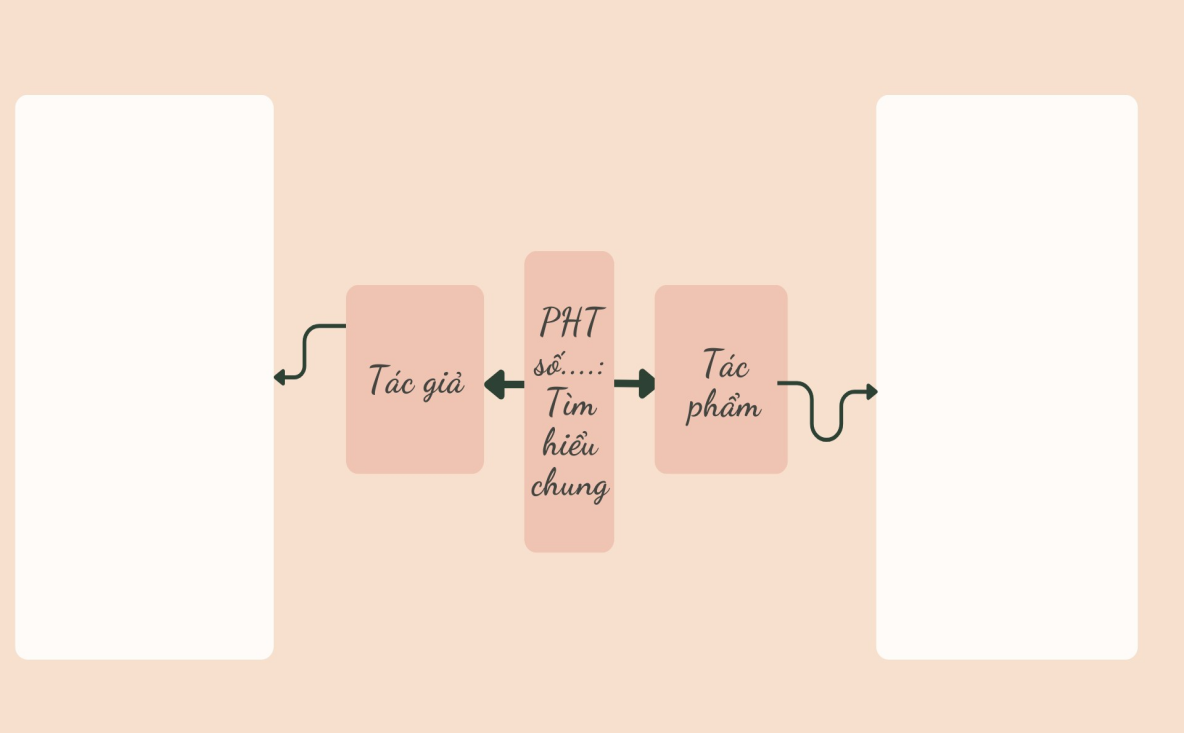 Tác giả
PHT
số....:
Tìm
hiểu
chung
Tác
phẩm